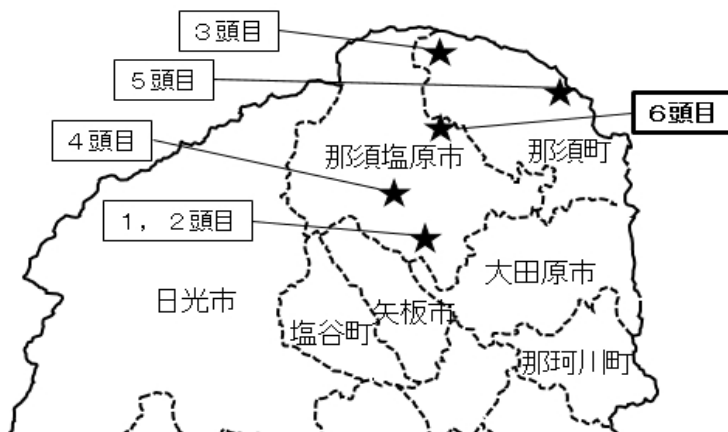 3頭目
5頭目
6頭目
4頭目
那須塩原市
那須町
1，2頭目
大田原市
日光市
矢板市
塩谷町
那珂川町